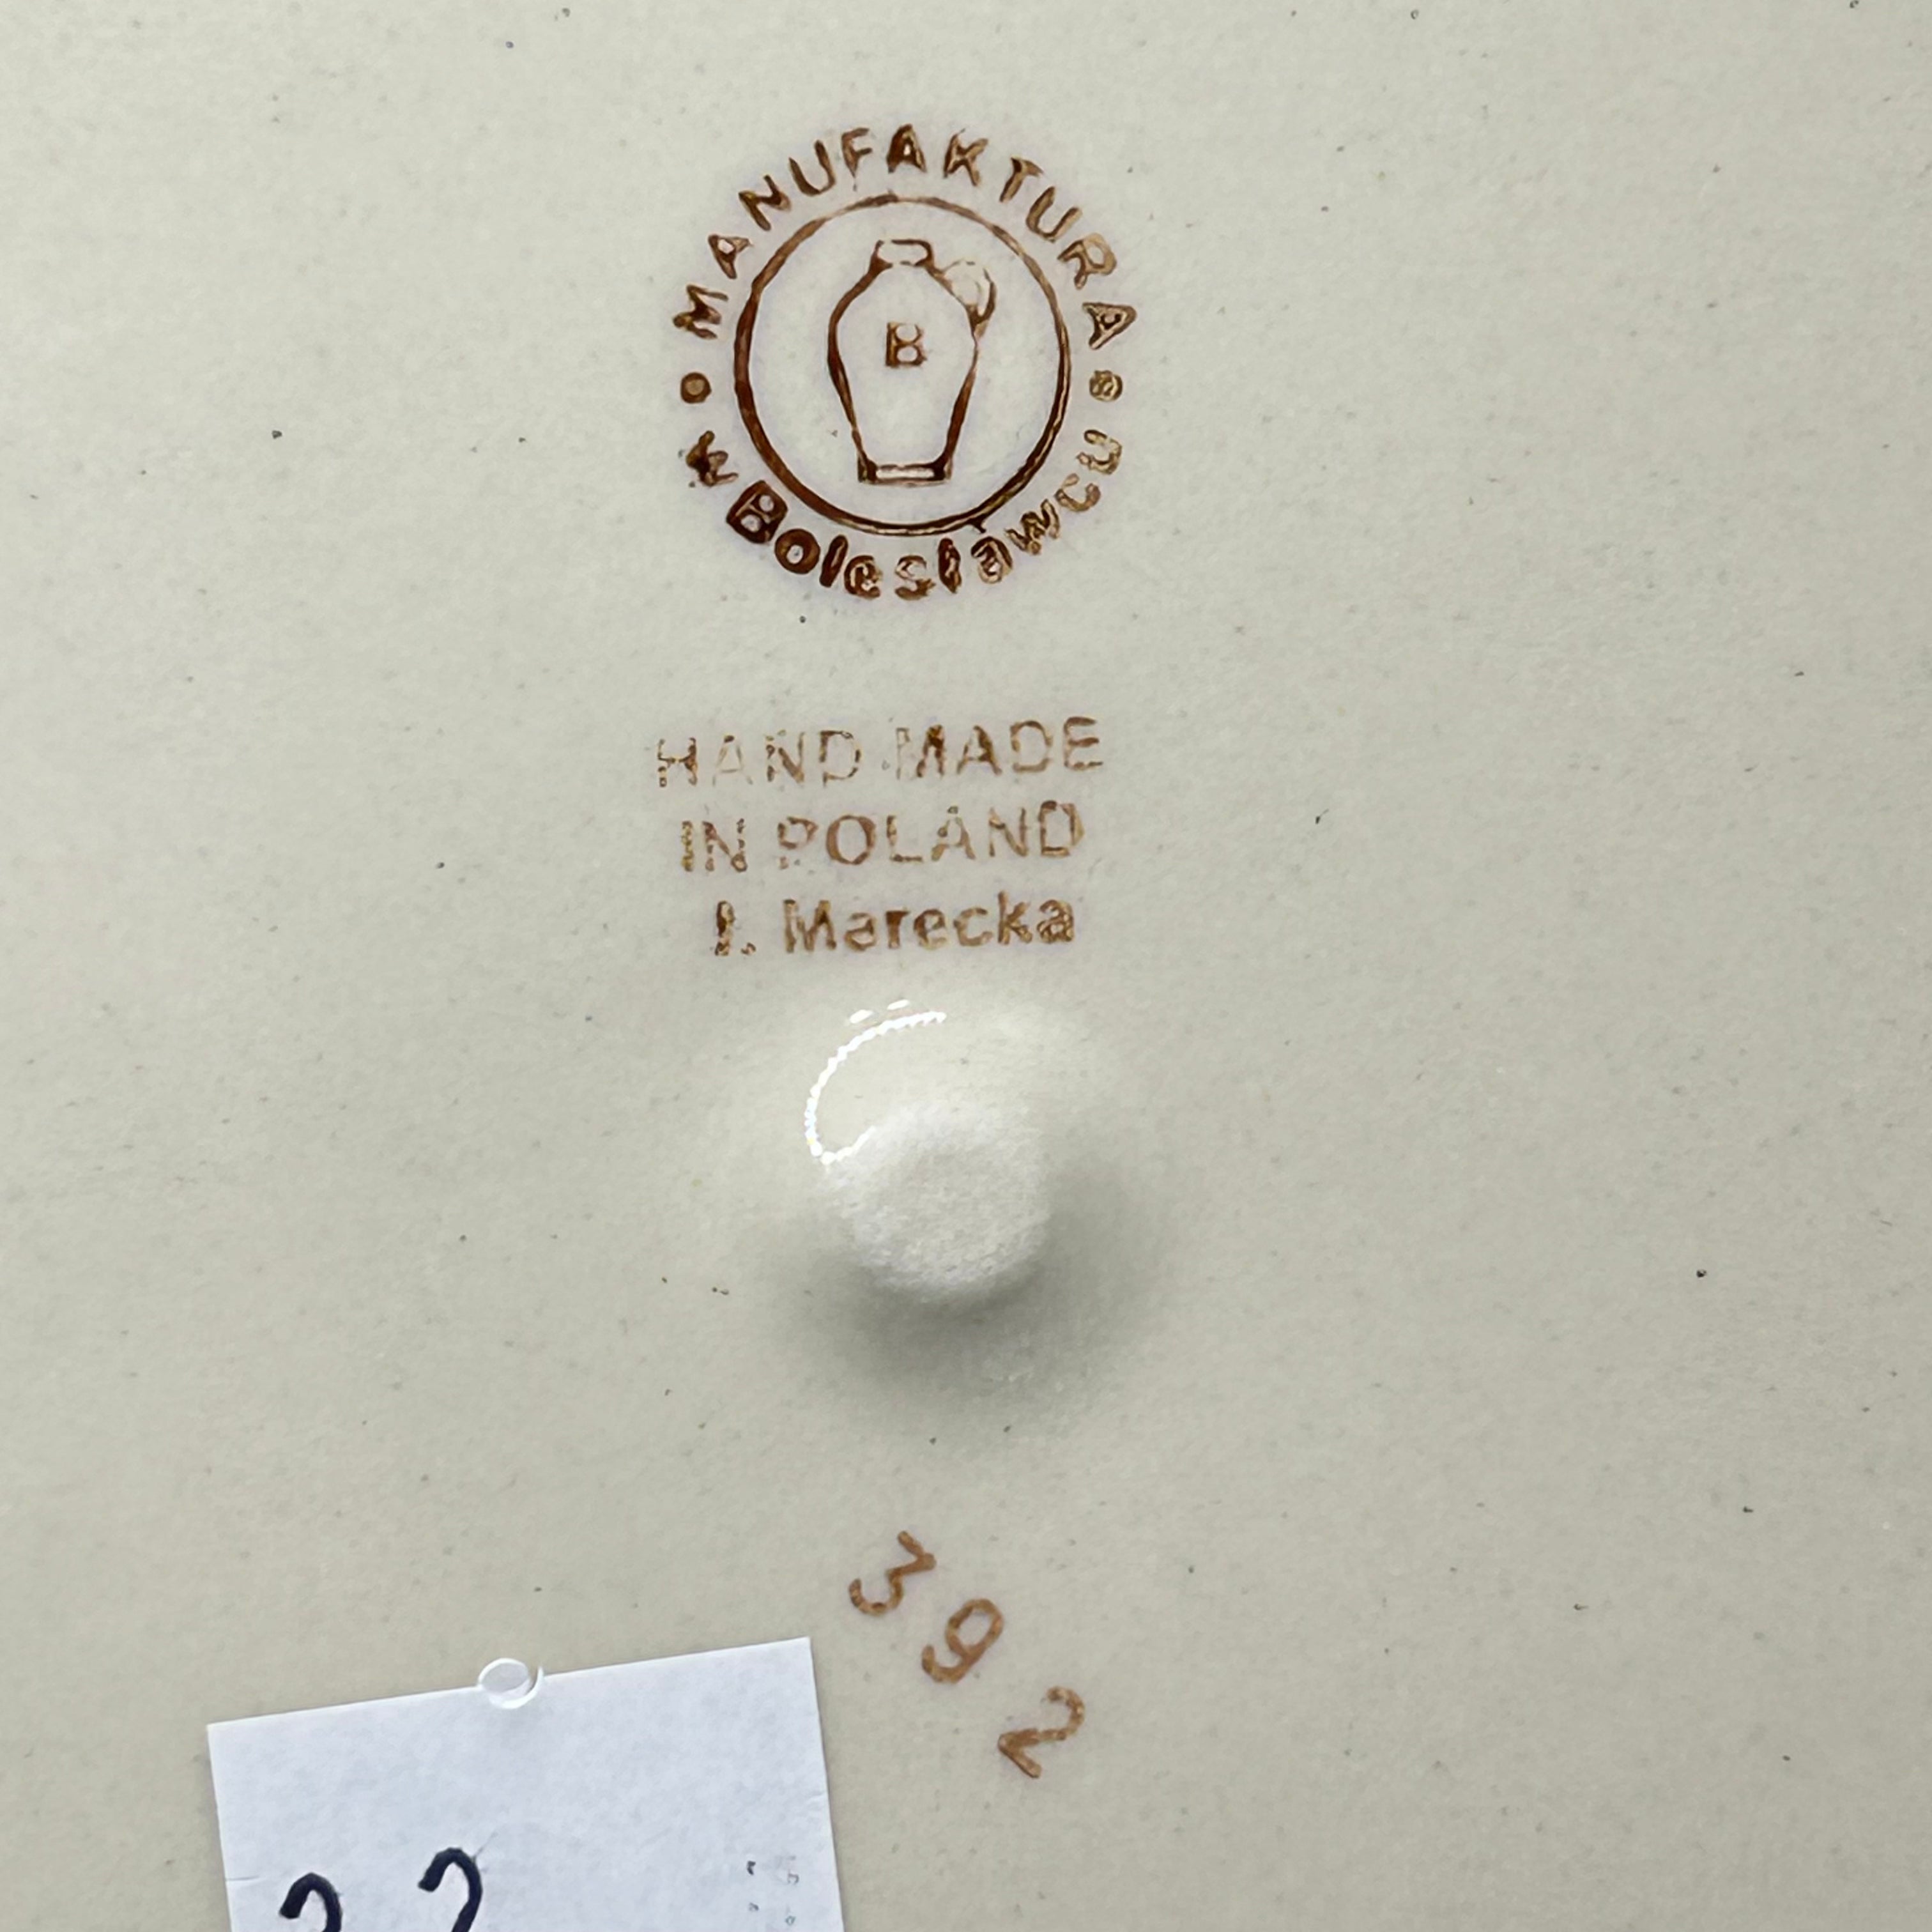 MANUFAKTURA
w Bolesławcu
B
HAND MADE
IN POLAND
I. Marecka
392